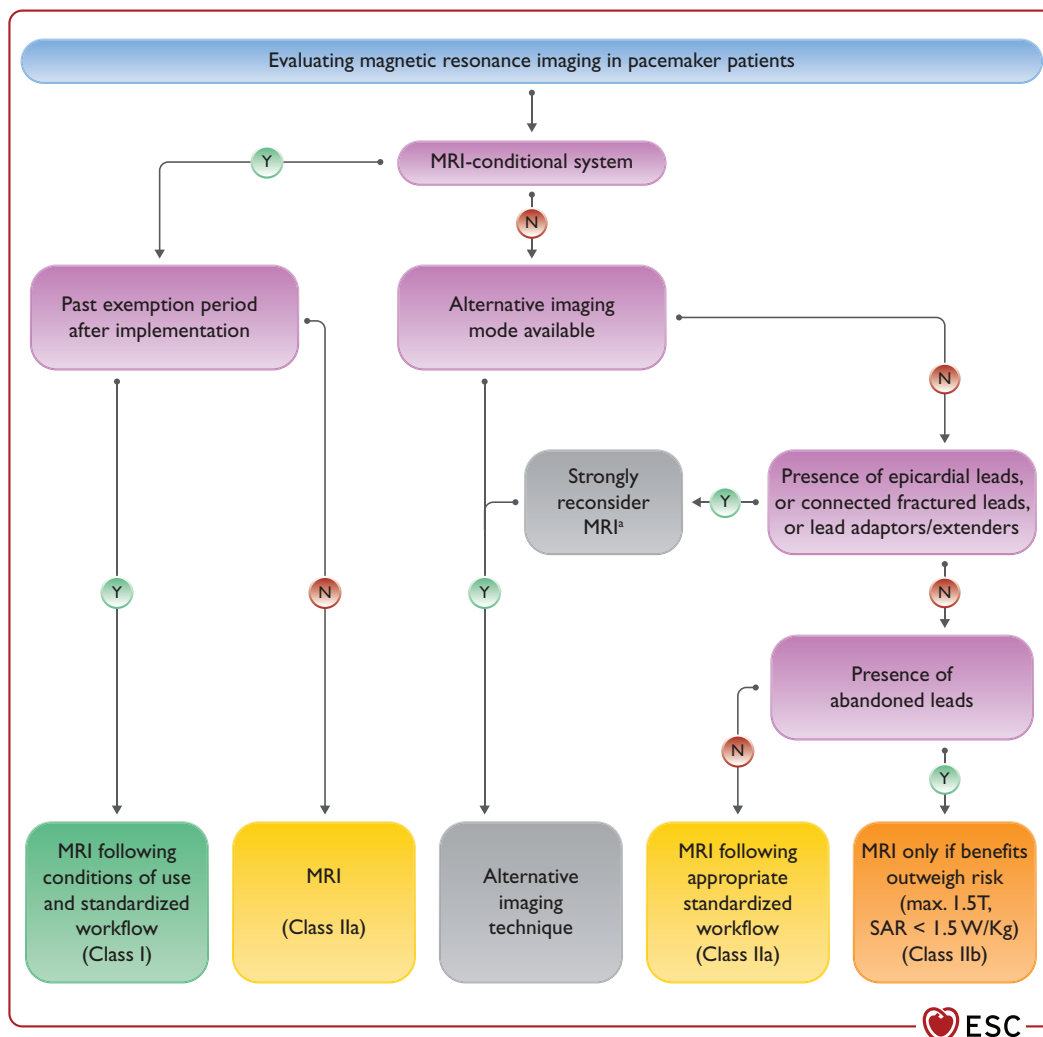 Evaluating magnetic resonance imaging in pacemaker patients
Y
MRI-conditional system
N
Past exemption period
after implementation
Alternative imaging
mode available
N
Strongly
reconsider
MRIᵃ
Y
Presence of epicardial leads,
or connected fractured leads,
or lead adaptors/extenders
Y
N
Y
N
Presence of
abandoned leads
N
Y
MRI following
conditions of use
and standardized
workflow
(Class I)
MRI
(Class IIa)
Alternative
imaging
technique
MRI following
appropriate
standardized
workflow
(Class IIa)
MRI only if benefits
outweigh risk
(max. 1.5T,
SAR < 1.5 W/Kg)
(Class IIb)
ESC